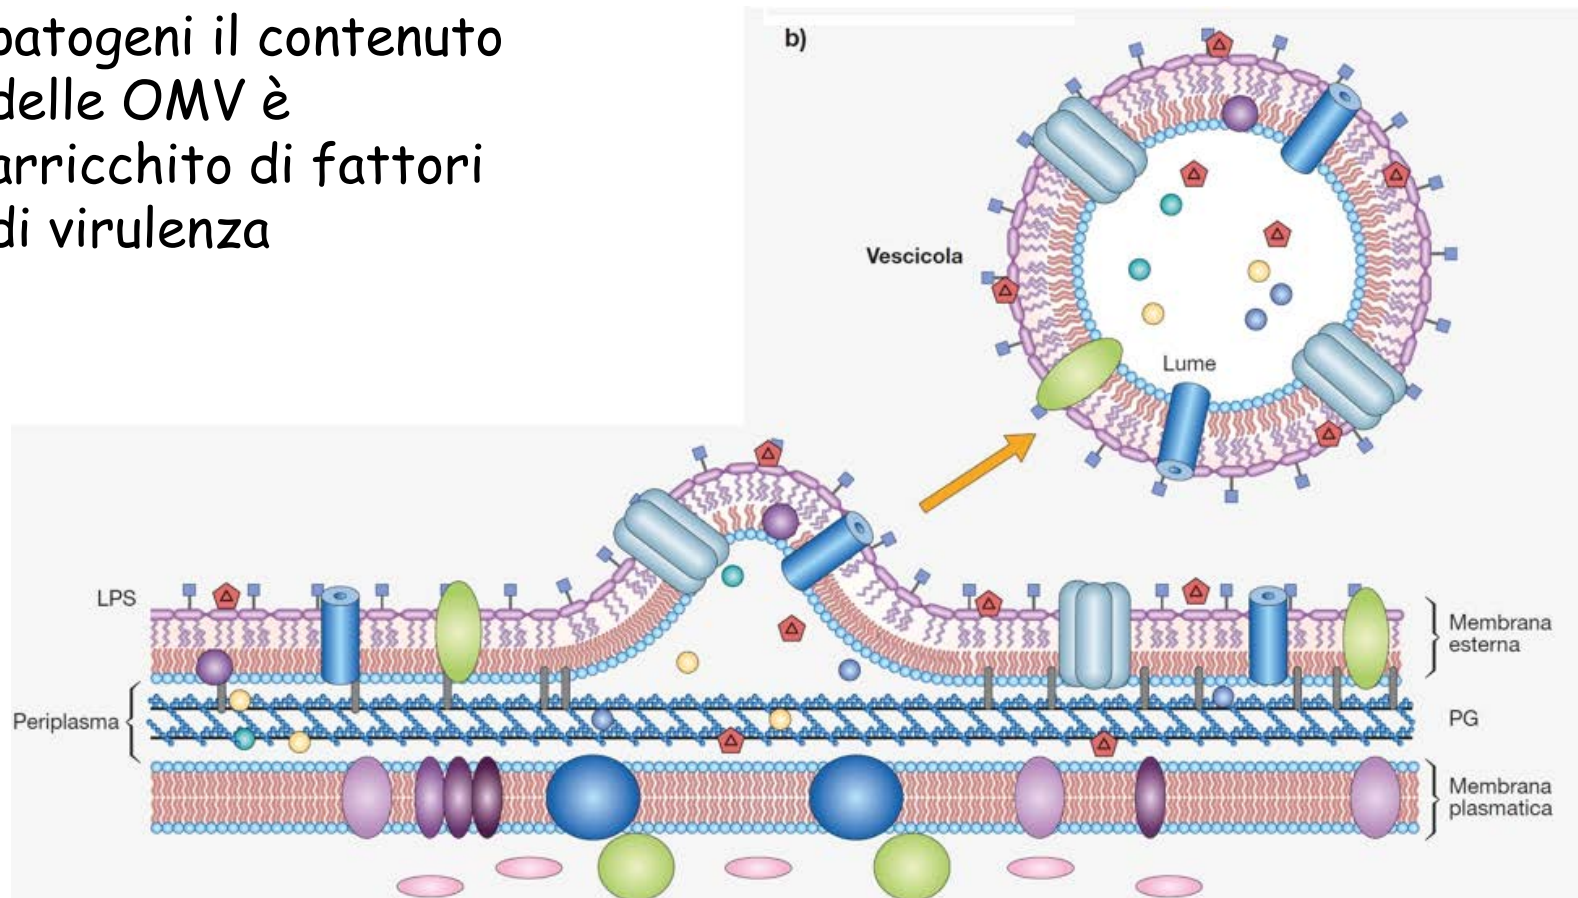 patogeni il contenuto
delle OMV è
arricchito di fattori
di virulenza
b)
Vescicola
Lume
LPS
Membrana
esterna
Periplasma
PG
Membrana
plasmatica